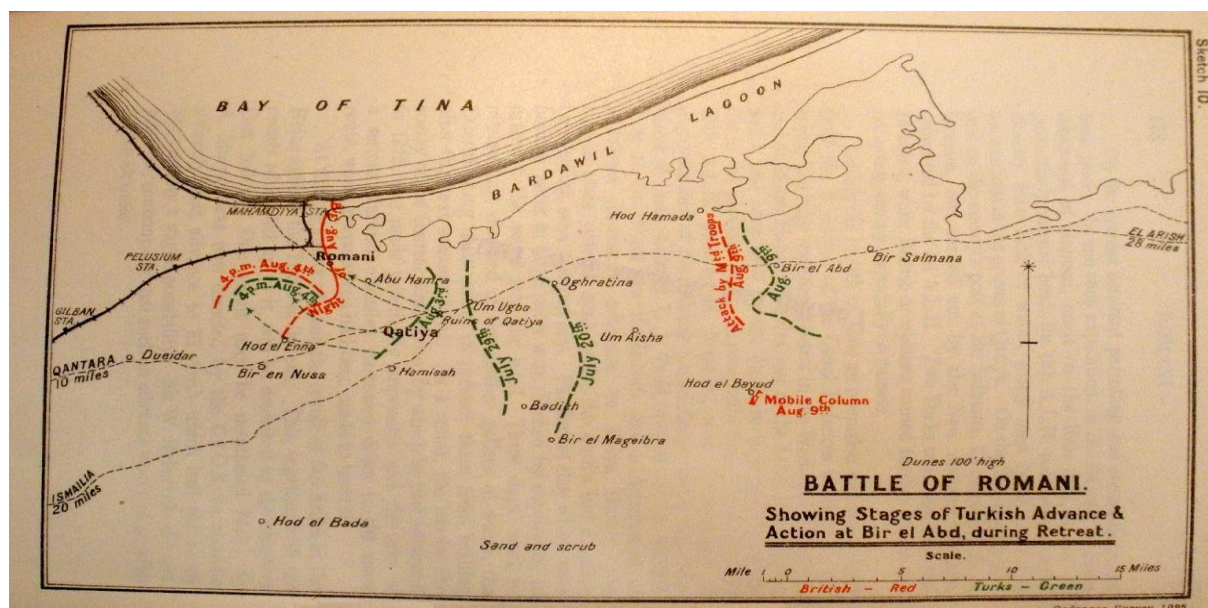 Sketch 10.
BAY OF TINA
BARDAWIL LAGOON
MAHAMDIYA STA.
Hod Hamada
EL ARISH
28 miles
PELUSIUM
STA.
Romani
Abu Hamra
Oghratina
Bir el Abd
Bir Salmana
4 p.m. Aug. 4th
4 p.m. Aug. 4th
Night
Aug. 3rd
Attack by Mtd Troops
Aug. 9th
Aug. 9th
GILBAN
STA.
Um Ugba
Ruins of Qatiya
Qatiya
July 29th
July 20th
Um Aisha
Hod el Enna
QANTARA
10 miles
Dueidar
Bir en Nuss
Hamisah
Hod el Bayud
Mobile Column
Aug. 9th
Badieh
Bir el Mageibra
ISMAILIA
20 miles
Hod el Bada
Sand and scrub
Dunes 100' high
BATTLE OF ROMANI.
Showing Stages of Turkish Advance &
Action at Bir el Abd, during Retreat.
Scale.
Mile 1 0 5 10 15 Miles
British – Red Turks – Green